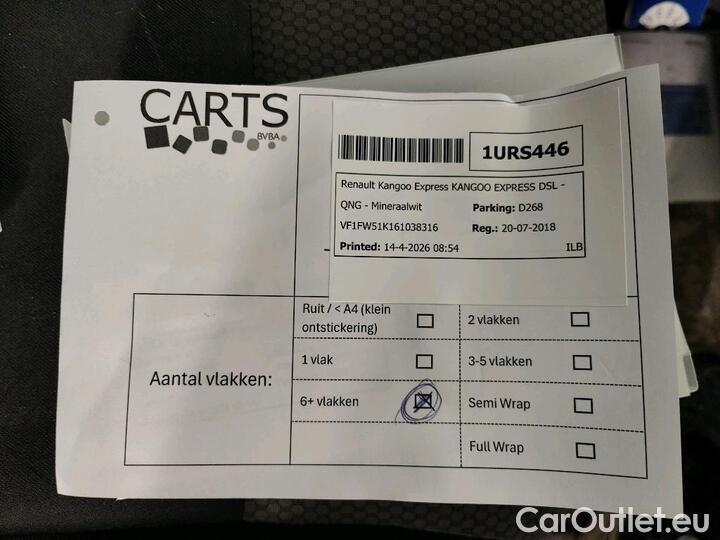 CARTS
BVBA
1URS446
Renault Kangoo Express KANGOO EXPRESS DSL -
QNG - Mineraalwit Parking: D268
VF1FW51K161038316 Reg.: 20-07-2018
Printed: 14-4-2026 08:54 ILB
Aantal vlakken:
Ruit / < A4 (klein
ontstickering)
2 vlakken
1 vlak
3-5 vlakken
6+ vlakken
Semi Wrap
Full Wrap
CarOutlet.eu